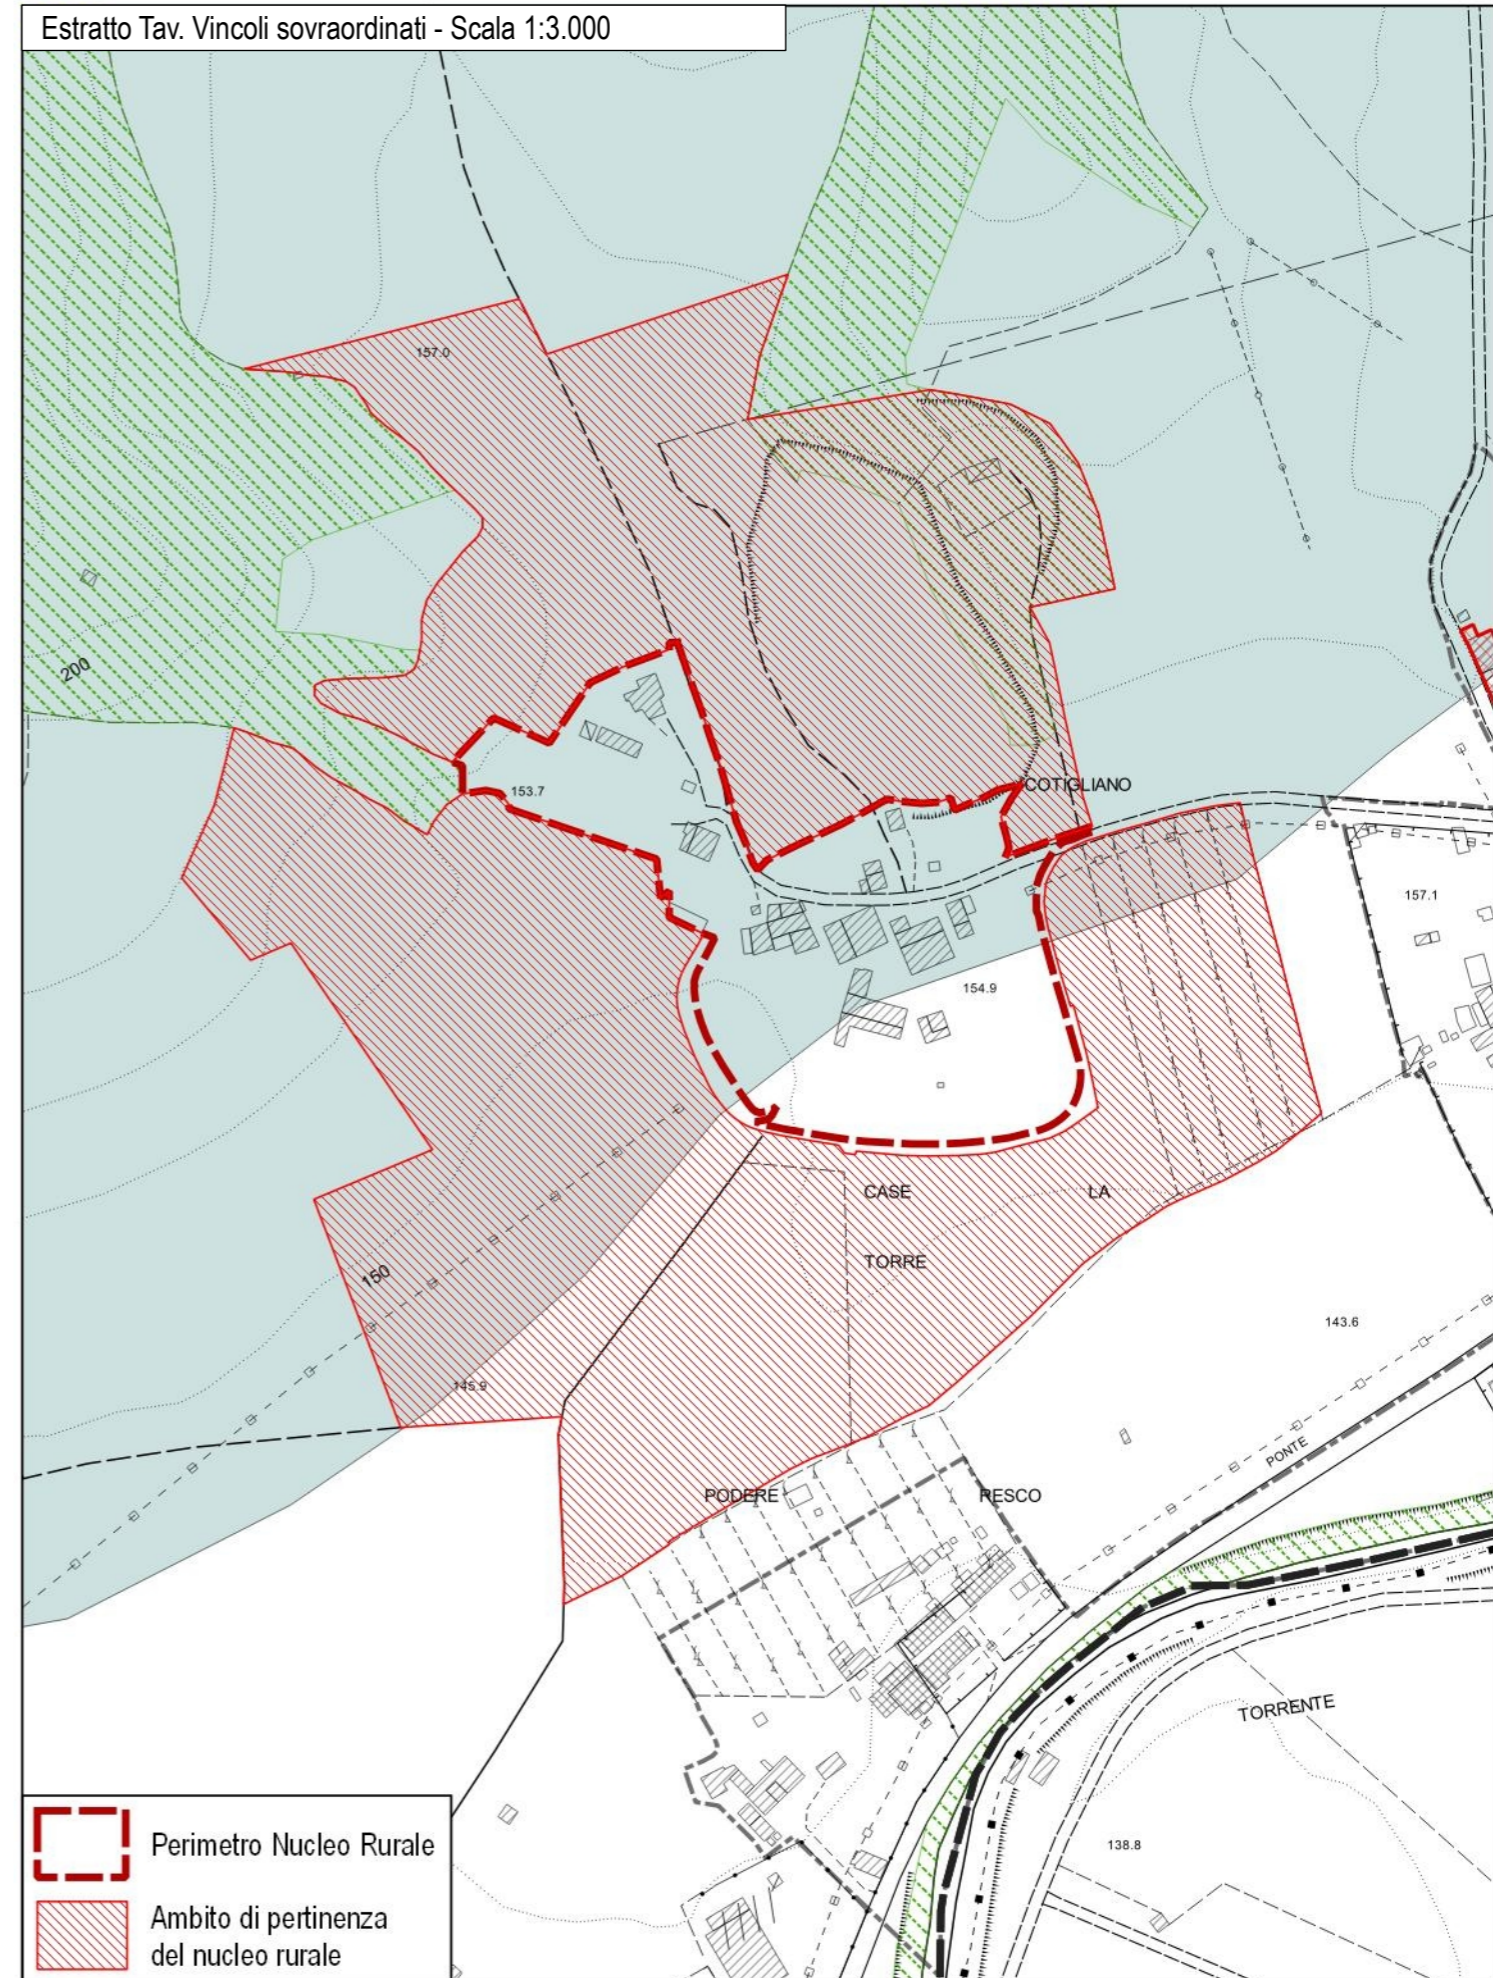 Estratto Tav. Vincoli sovraordinati - Scala 1:3.000
157.0
200
153.7
COTIGLIANO
157.1
154.9
CASE LA
TORRE
150
143.6
145.9
PONTE
PODERE RESCO
TORRENTE
138.8
Perimetro Nucleo Rurale
Ambito di pertinenza
del nucleo rurale